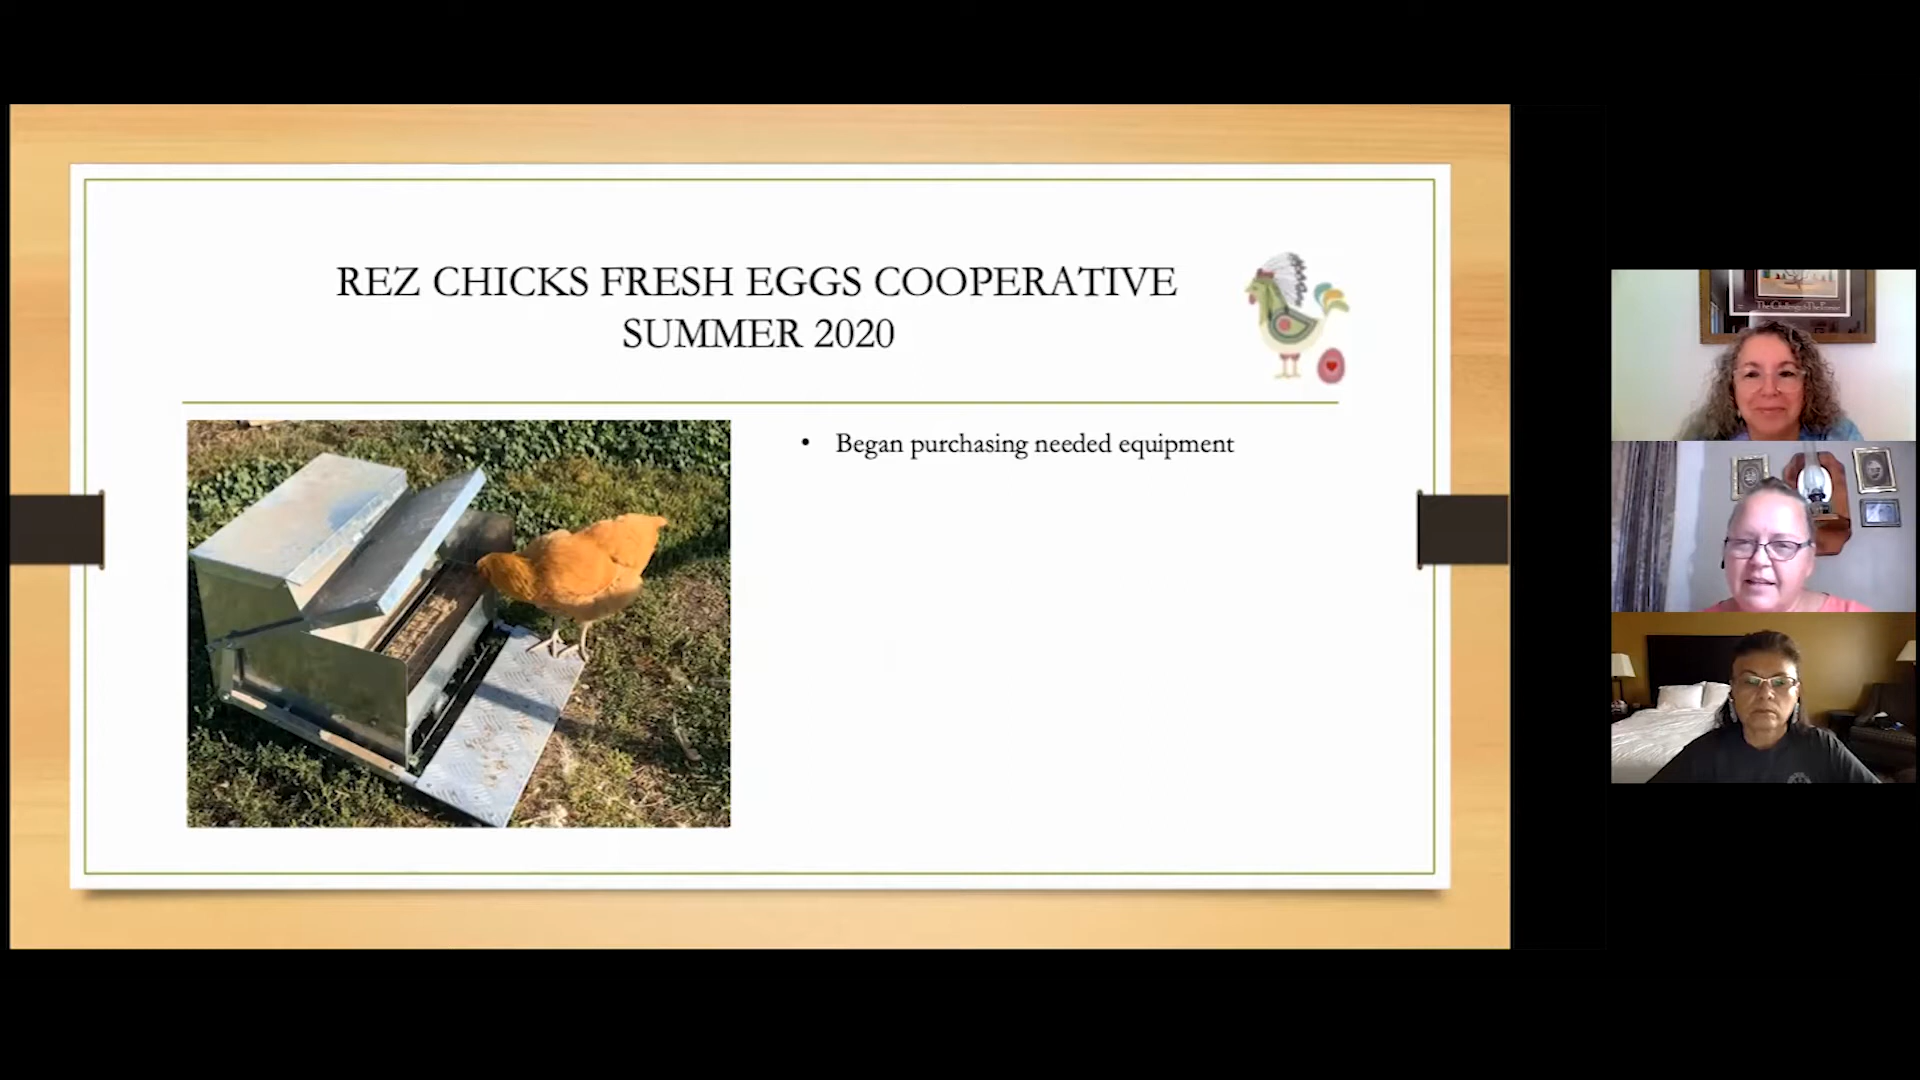 REZ CHICKS FRESH EGGS COOPERATIVE
SUMMER 2020
• Began purchasing needed equipment